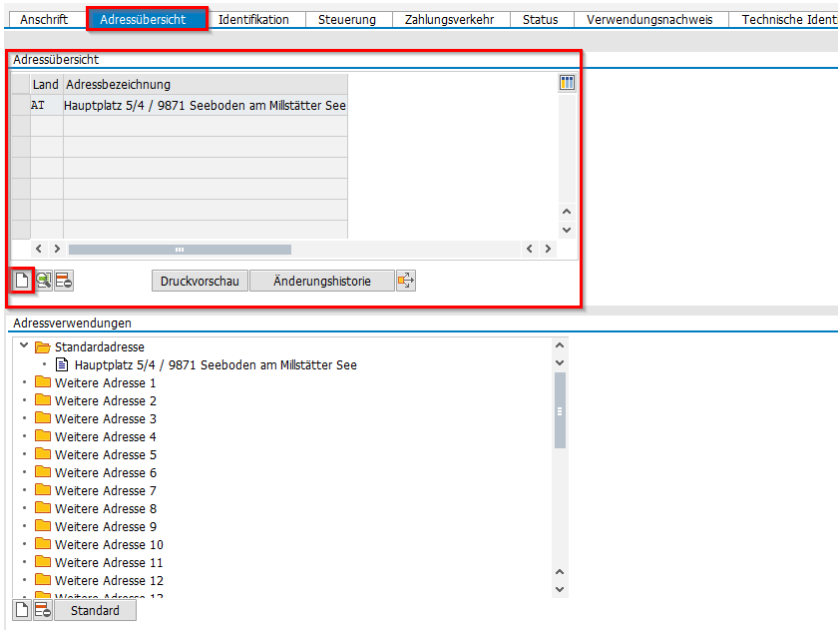 Anschrift Adressübersicht Identifikation Steuerung Zahlungsverkehr Status Verwendungsnachweis Technische Ident
Adressübersicht
Land Adressbezeichnung
AT Hauptplatz 5/4 / 9871 Seeboden am Millstätter See
Druckvorschau Änderungshistorie
Adressverwendungen
Standardadresse
Hauptplatz 5/4 / 9871 Seeboden am Millstätter See
Weitere Adresse 1
Weitere Adresse 2
Weitere Adresse 3
Weitere Adresse 4
Weitere Adresse 5
Weitere Adresse 6
Weitere Adresse 7
Weitere Adresse 8
Weitere Adresse 9
Weitere Adresse 10
Weitere Adresse 11
Weitere Adresse 12
Weitere Adresse 13
Standard